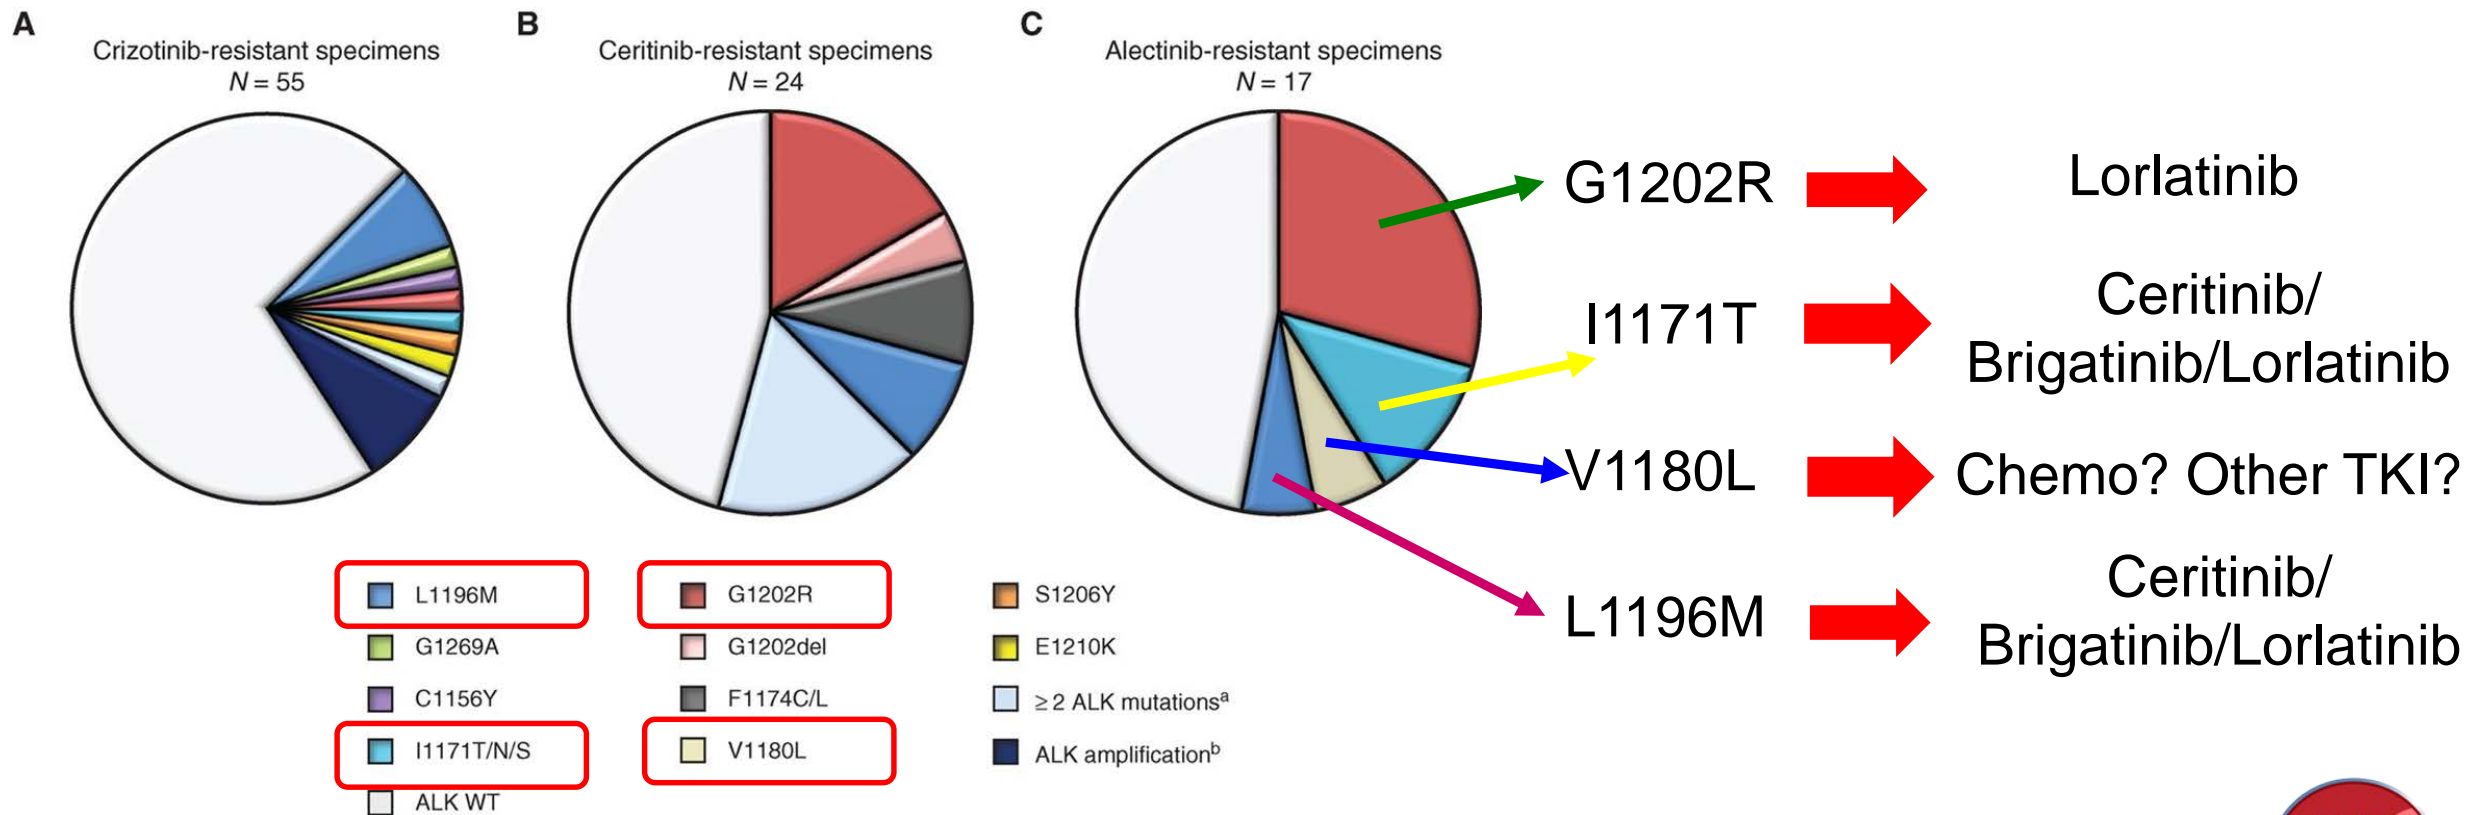 A
Crizotinib-resistant specimens
N = 55
B
Ceritinib-resistant specimens
N = 24
C
Alectinib-resistant specimens
N = 17
G1202R
Lorlatinib
I1171T
Ceritinib/
Brigatinib/Lorlatinib
V1180L
Chemo? Other TKI?
L1196M
Ceritinib/
Brigatinib/Lorlatinib
L1196M
G1269A
C1156Y
I1171T/N/S
ALK WT
G1202R
G1202del
F1174C/L
V1180L
S1206Y
E1210K
≥ 2 ALK mutationsᵃ
ALK amplificationᵇ